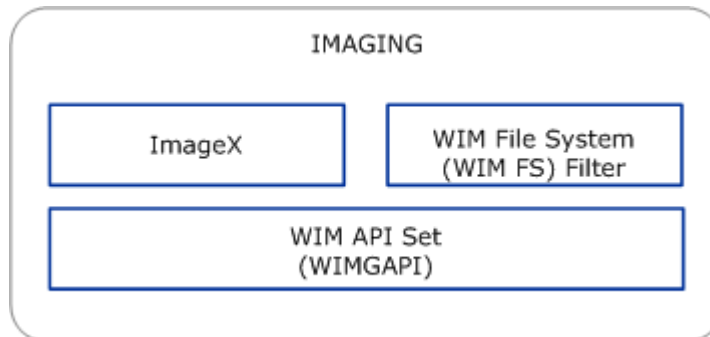 IMAGING
ImageX
WIM File System
(WIM FS) Filter
WIM API Set
(WIMGAPI)